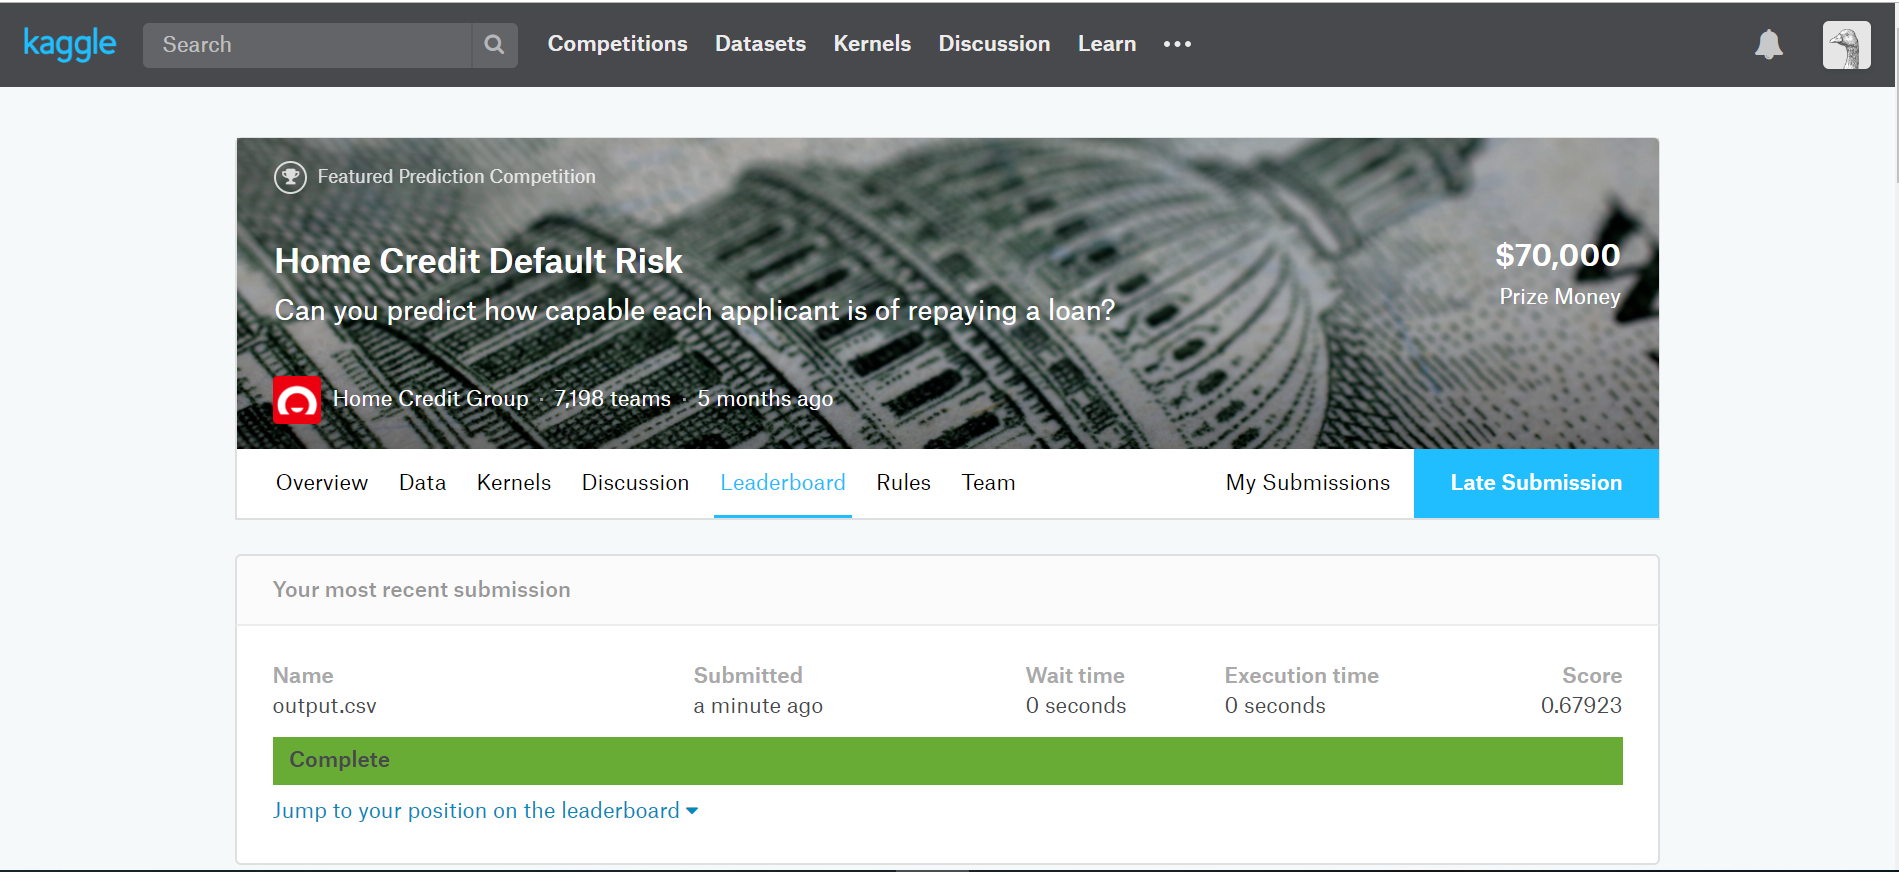 kaggle
Search
Competitions Datasets Kernels Discussion Learn •••
Featured Prediction Competition
Home Credit Default Risk
$70,000
Can you predict how capable each applicant is of repaying a loan?
Prize Money
Home Credit Group · 7,198 teams · 5 months ago
Overview Data Kernels Discussion Leaderboard Rules Team My Submissions Late Submission
Your most recent submission
Name Submitted Wait time Execution time Score
output.csv a minute ago 0 seconds 0 seconds 0.67923
Complete
Jump to your position on the leaderboard